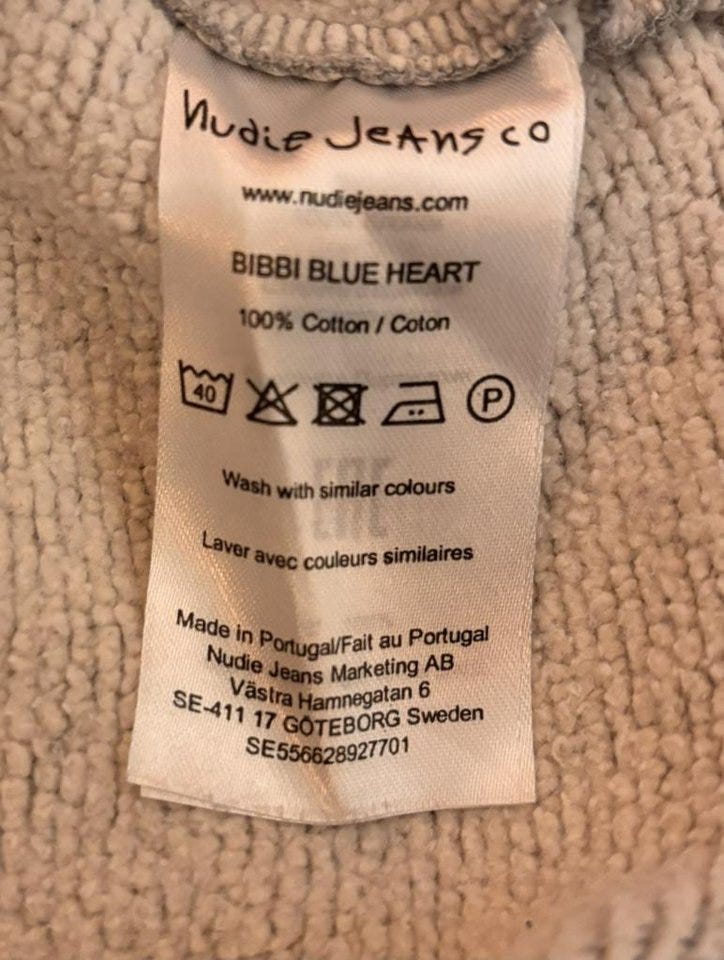 Nudie Jeans co
www.nudiejeans.com
BIBBI BLUE HEART
100% Cotton / Coton
40 P
Wash with similar colours
Laver avec couleurs similaires
Made in Portugal/Fait au Portugal
Nudie Jeans Marketing AB
Västra Hamnegatan 6
SE-411 17 GÖTEBORG Sweden
SE556628927701